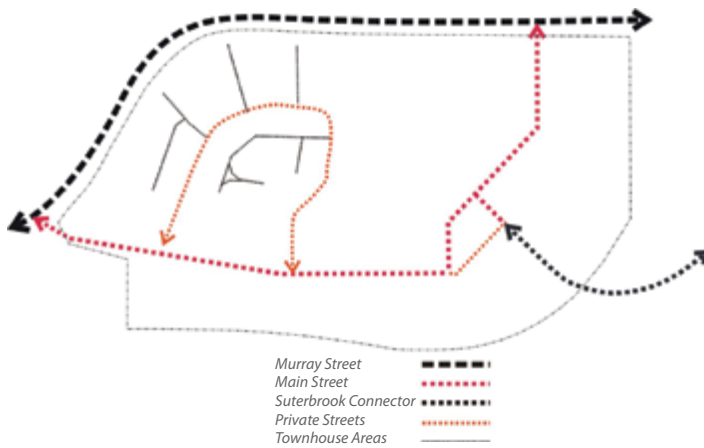 Murray Street
Main Street
Suterbrook Connector
Private Streets
Townhouse Areas